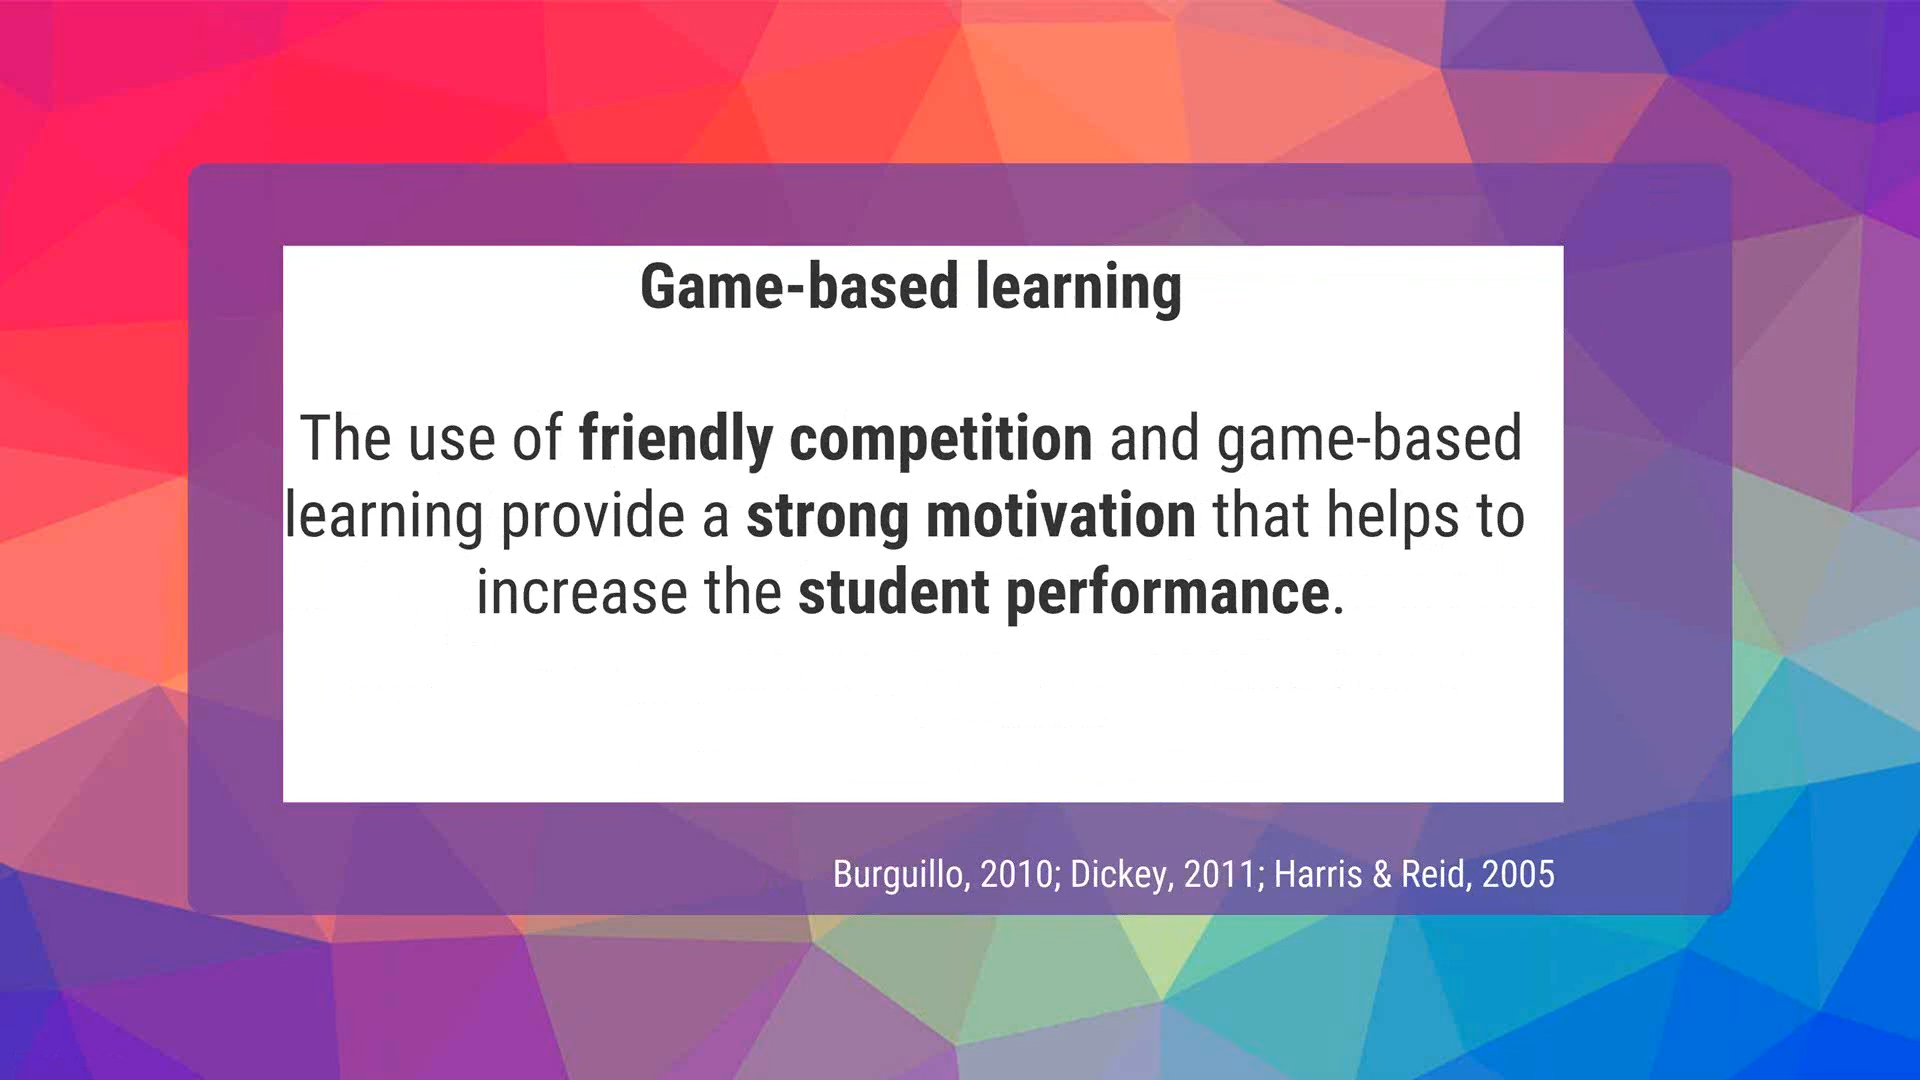 Game-based learning
The use of friendly competition and game-based
learning provide a strong motivation that helps to
increase the student performance.
Burguillo, 2010; Dickey, 2011; Harris & Reid, 2005